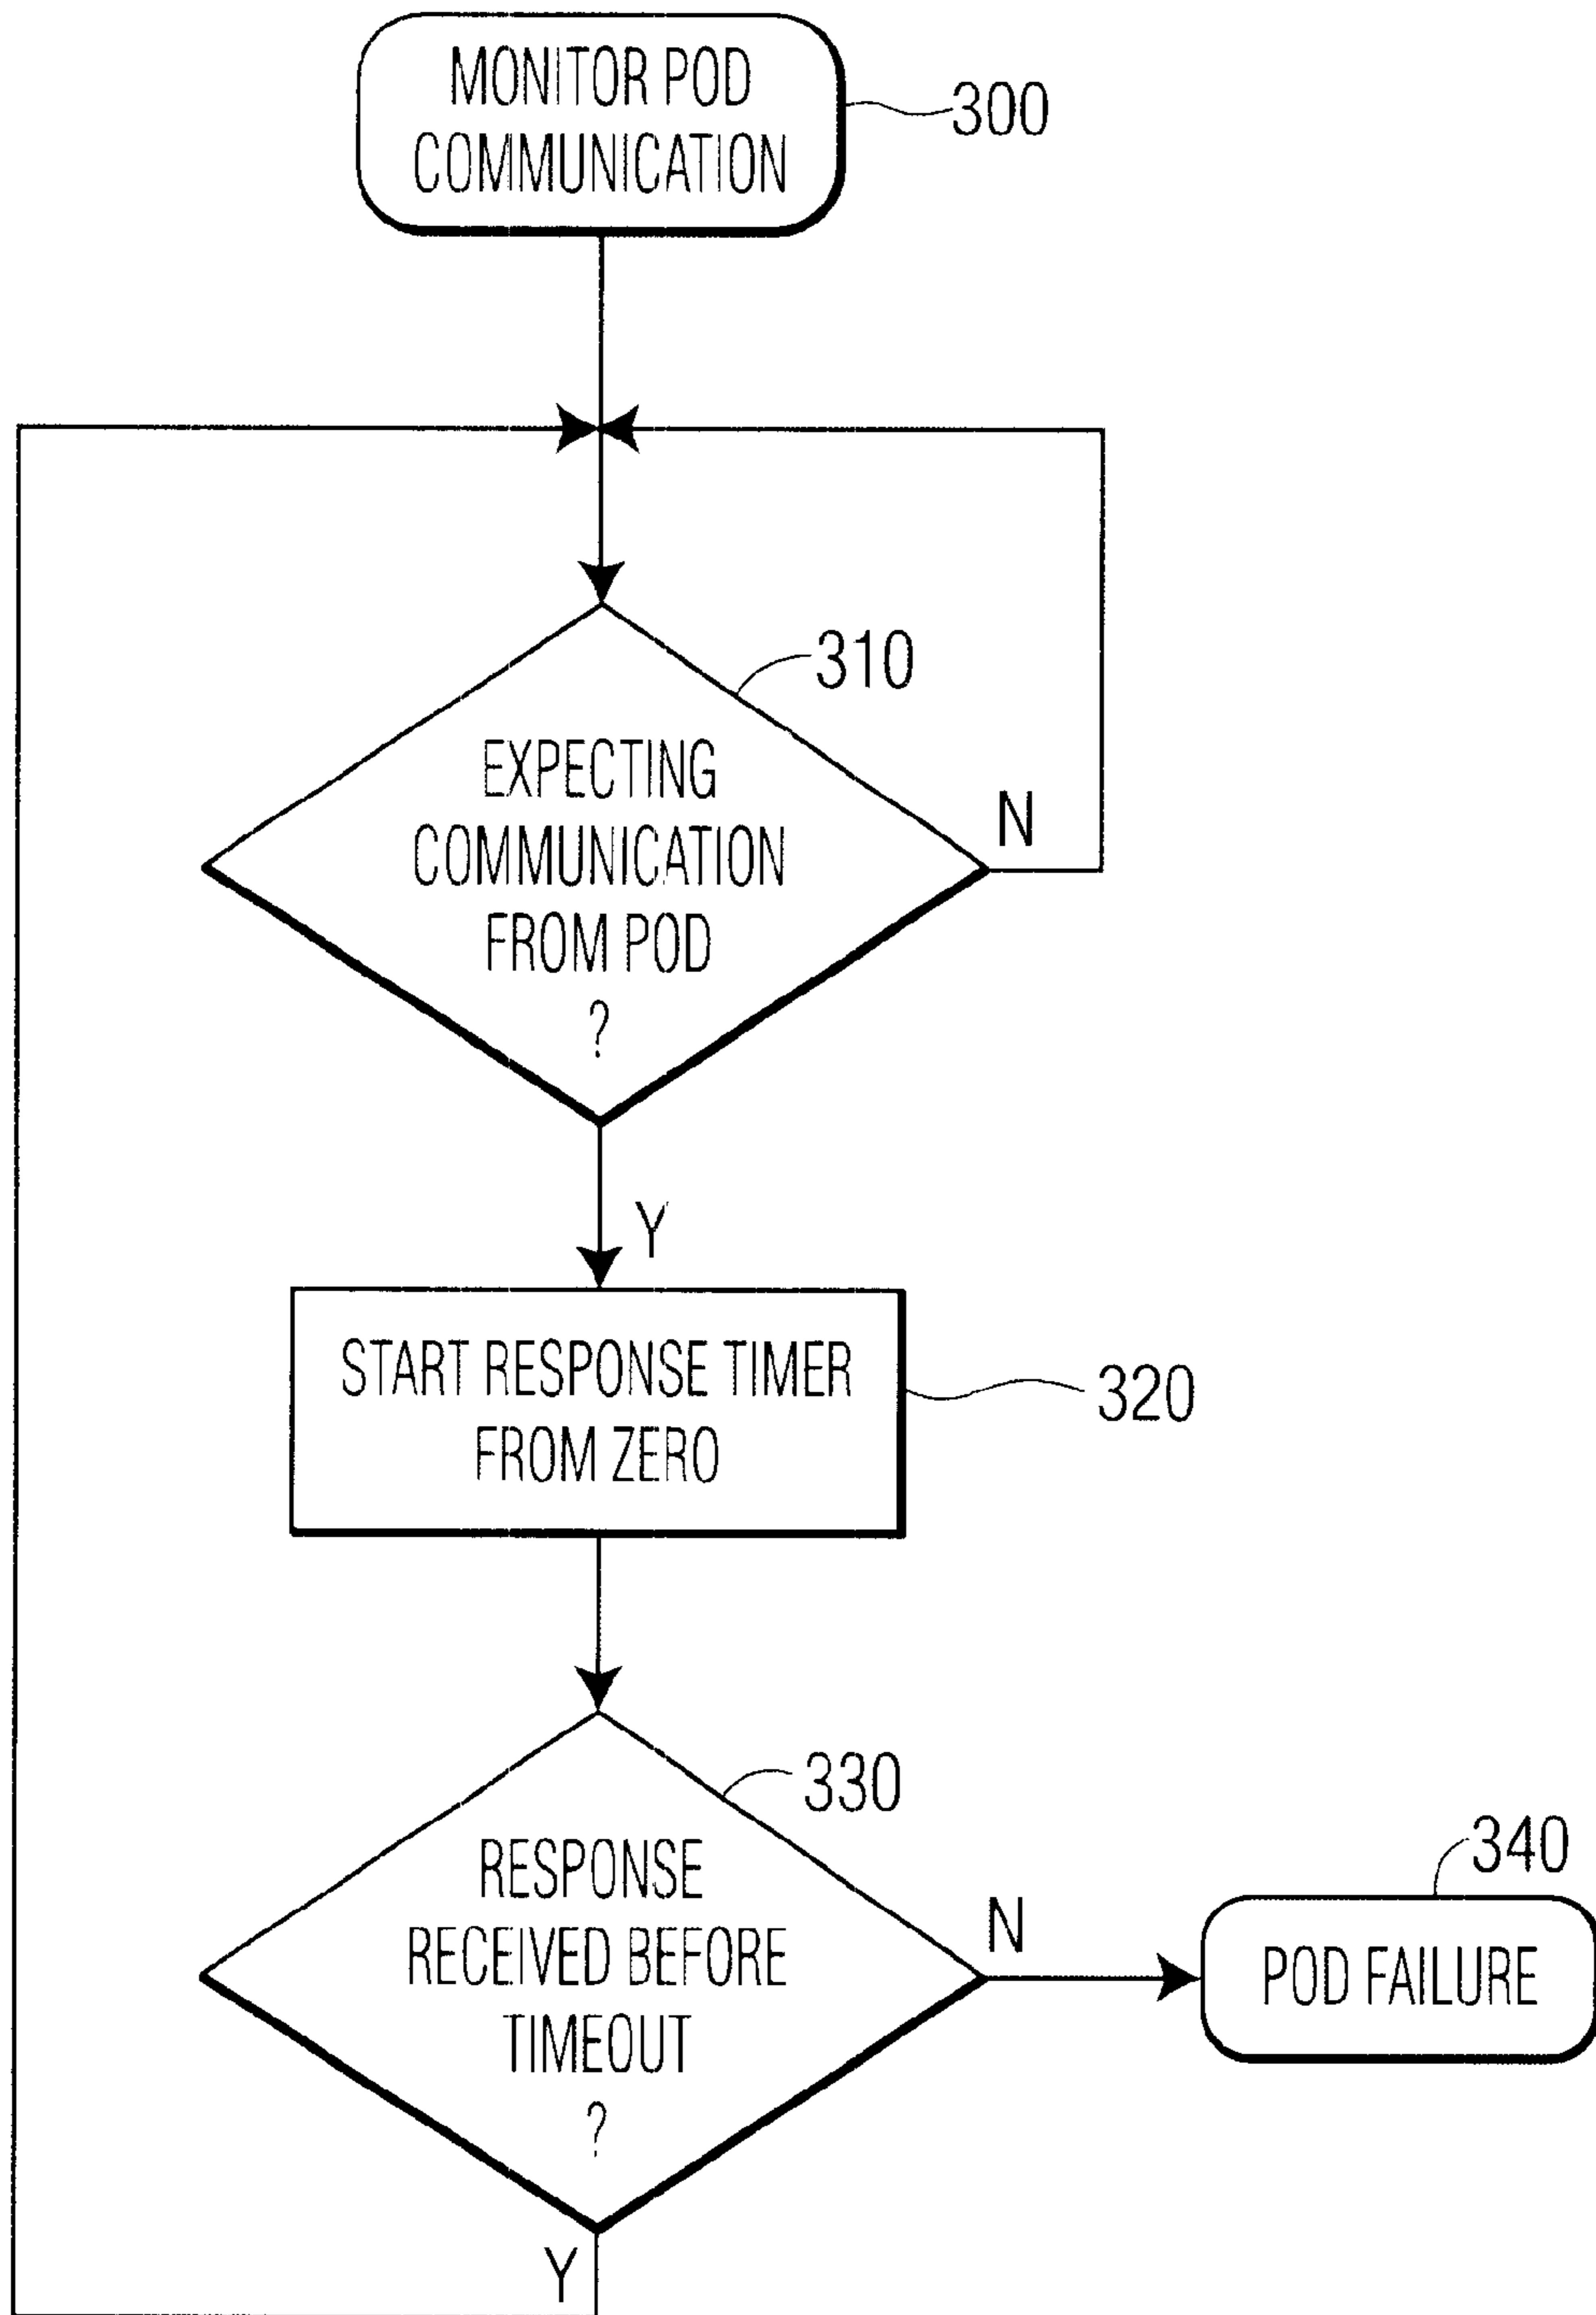 MONITOR POD
COMMUNICATION
300
310
EXPECTING
COMMUNICATION
FROM POD
?
N
Y
START RESPONSE TIMER
FROM ZERO
320
330
RESPONSE
RECEIVED BEFORE
TIMEOUT
?
N
340
POD FAILURE
Y